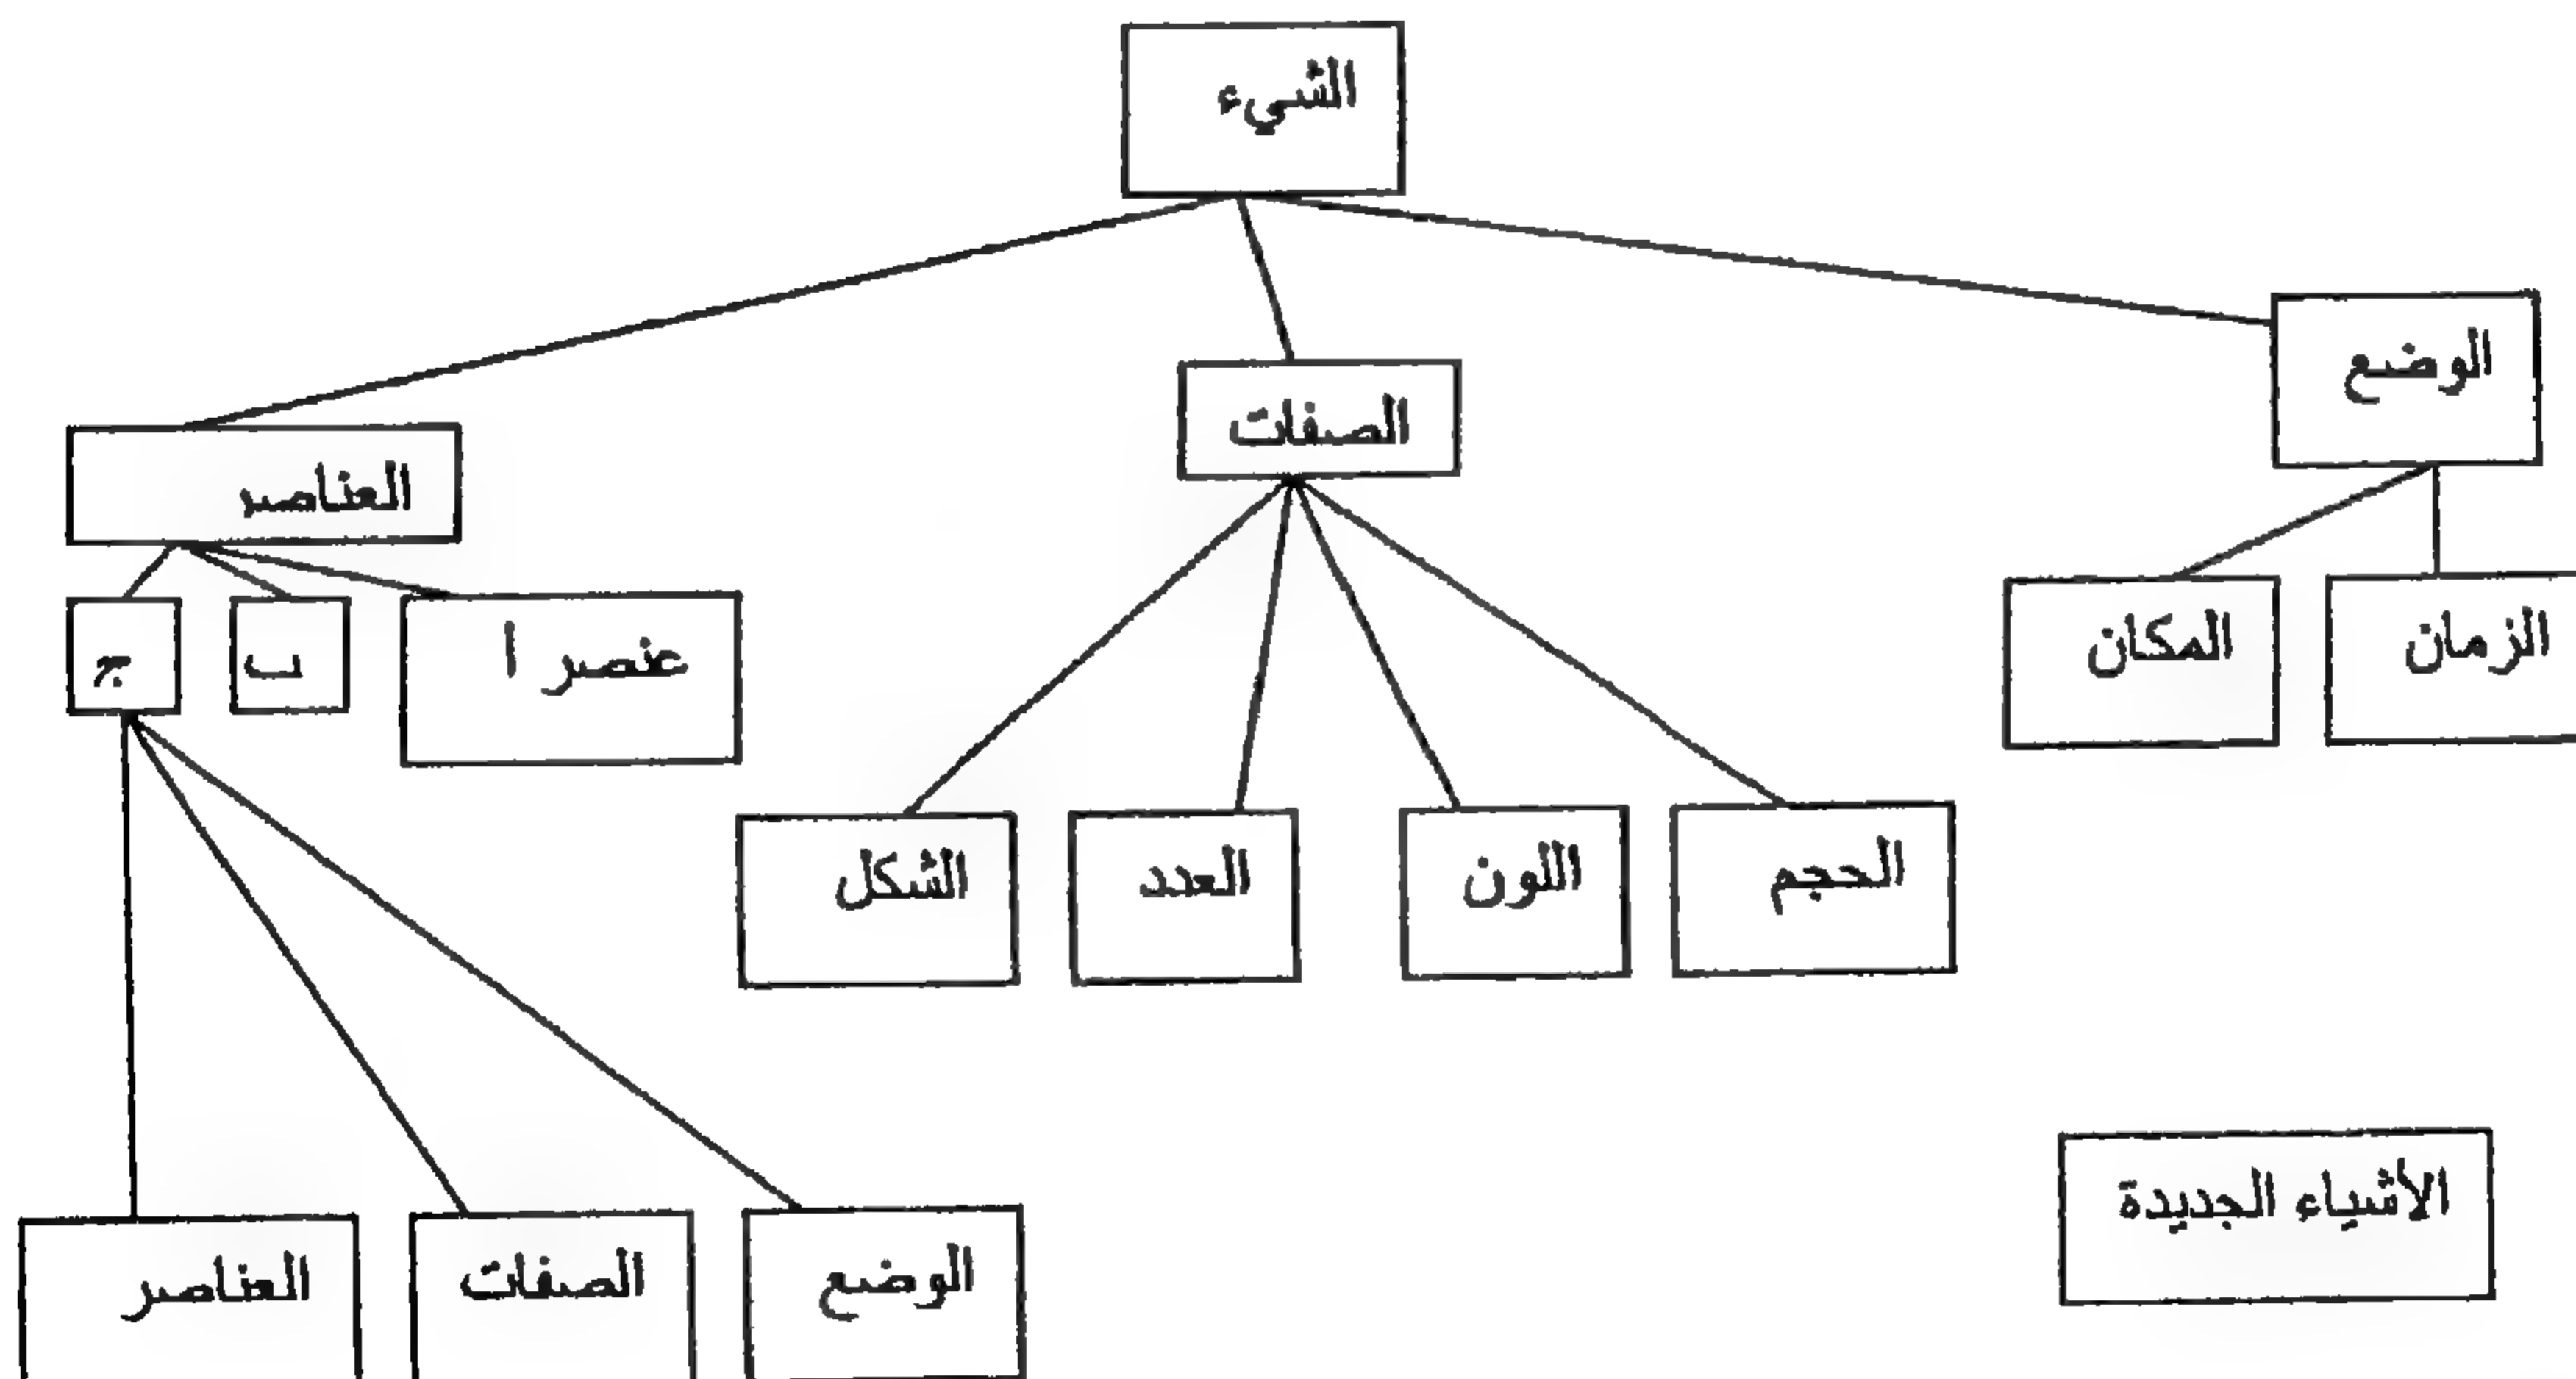 الشيء
الوضع
الصفات
العناصر
الزمان
المكان
عنصر ا
ب
ج
الحجم
اللون
العدد
الشكل
الأشياء الجديدة
الوضع
الصفات
العناصر